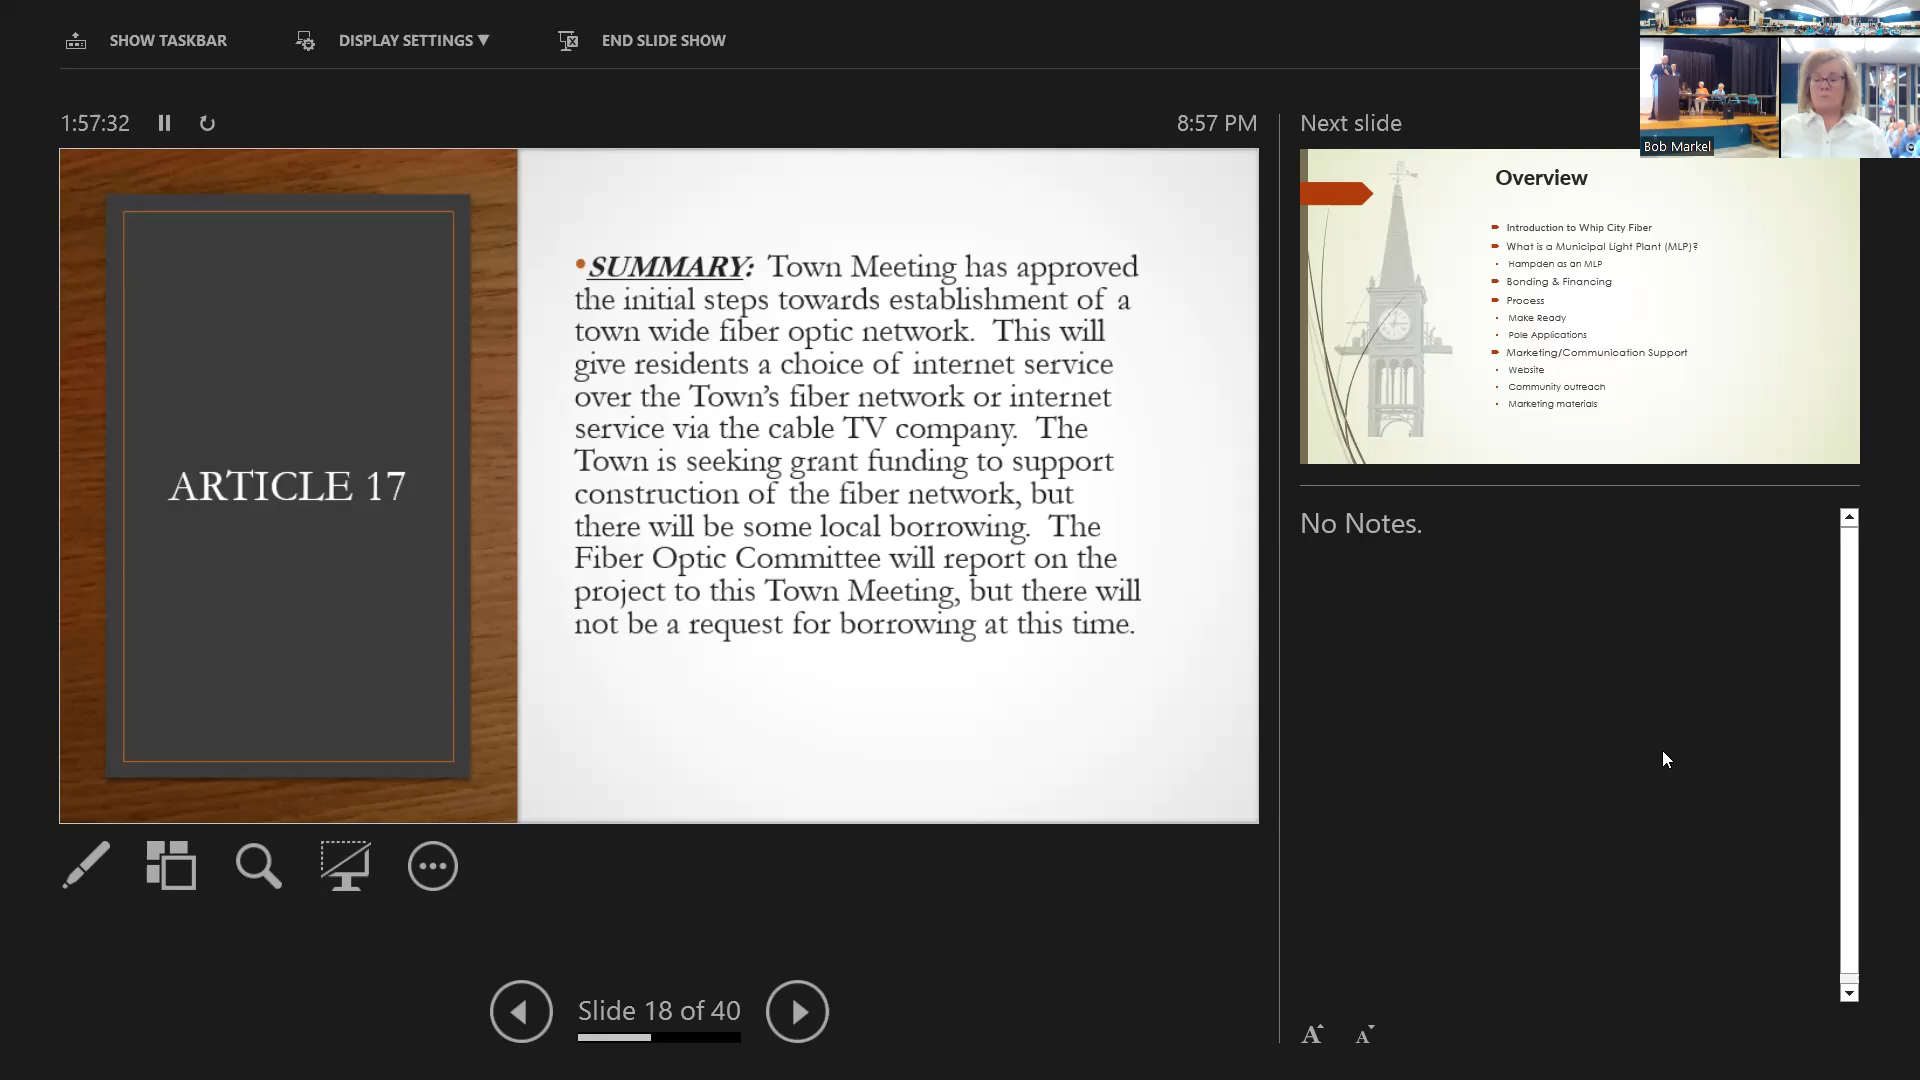 SHOW TASKBAR
DISPLAY SETTINGS ▼
END SLIDE SHOW
1:57:32
8:57 PM
Next slide
Bob Markel
ARTICLE 17
•SUMMARY: Town Meeting has approved
the initial steps towards establishment of a
town wide fiber optic network. This will
give residents a choice of internet service
over the Town's fiber network or internet
service via the cable TV company. The
Town is seeking grant funding to support
construction of the fiber network, but
there will be some local borrowing. The
Fiber Optic Committee will report on the
project to this Town Meeting, but there will
not be a request for borrowing at this time.
Overview
Introduction to Whip City Fiber
What is a Municipal Light Plant (MLP)?
• Hampden as an MLP
Bonding & Financing
Process
• Make Ready
• Pole Applications
Marketing/Communication Support
• Website
• Community outreach
• Marketing materials
No Notes.
Slide 18 of 40
A A